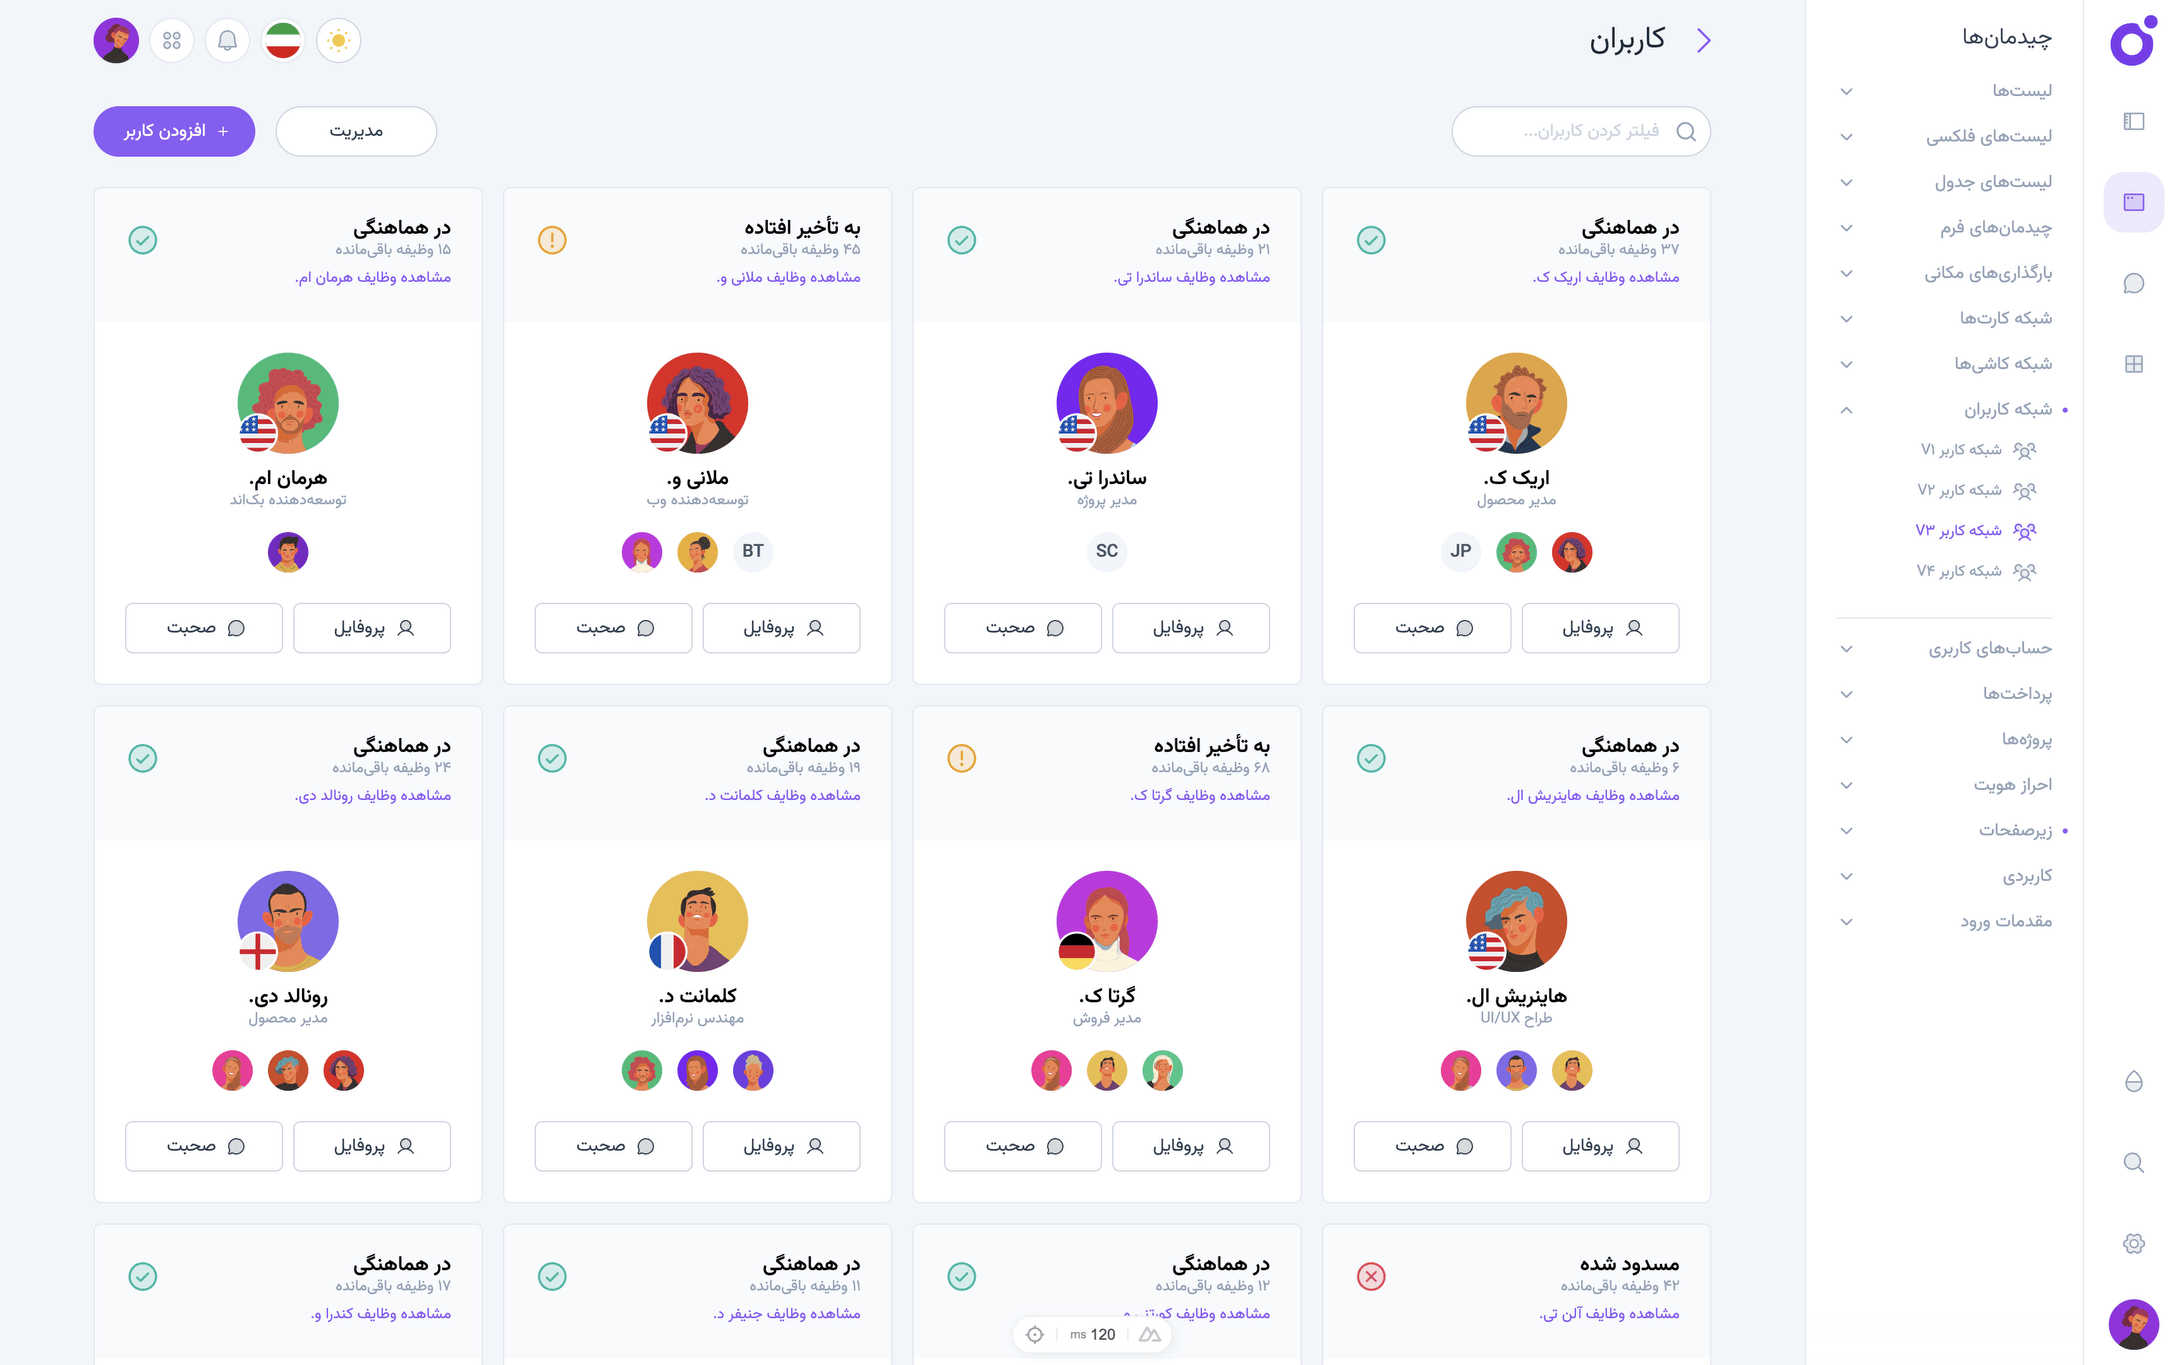 چیدمان‌ها
لیست‌ها
لیست‌های فلکسی
لیست‌های جدول
چیدمان‌های فرم
بارگذاری‌های مکانی
شبکه کارت‌ها
شبکه کاشی‌ها
شبکه کاربران
شبکه کاربر V۱
شبکه کاربر V۲
شبکه کاربر V۳
شبکه کاربر V۴
حساب‌های کاربری
پرداخت‌ها
پروژه‌ها
احراز هویت
زیرصفحات
کاربردی
مقدمات ورود
کاربران
فیلتر کردن کاربران...
مدیریت
+ افزودن کاربر
در هماهنگی
۳۷ وظیفه باقی‌مانده
مشاهده وظایف اریک ک.
اریک ک.
مدیر محصول
JP
پروفایل
صحبت
در هماهنگی
۲۱ وظیفه باقی‌مانده
مشاهده وظایف ساندرا تی.
ساندرا تی.
مدیر پروژه
SC
پروفایل
صحبت
به تأخیر افتاده
۴۵ وظیفه باقی‌مانده
مشاهده وظایف ملانی و.
ملانی و.
توسعه‌دهنده وب
BT
پروفایل
صحبت
در هماهنگی
۱۵ وظیفه باقی‌مانده
مشاهده وظایف هرمان ام.
هرمان ام.
توسعه‌دهنده بک‌اند
پروفایل
صحبت
در هماهنگی
۶ وظیفه باقی‌مانده
مشاهده وظایف هاینریش ال.
هاینریش ال.
طراح UI/UX
پروفایل
صحبت
به تأخیر افتاده
۶۸ وظیفه باقی‌مانده
مشاهده وظایف گرتا ک.
گرتا ک.
مدیر فروش
پروفایل
صحبت
در هماهنگی
۱۹ وظیفه باقی‌مانده
مشاهده وظایف کلمانت د.
کلمانت د.
مهندس نرم‌افزار
پروفایل
صحبت
در هماهنگی
۲۴ وظیفه باقی‌مانده
مشاهده وظایف رونالد دی.
رونالد دی.
مدیر محصول
پروفایل
صحبت
مسدود شده
۴۲ وظیفه باقی‌مانده
مشاهده وظایف آلن تی.
در هماهنگی
۱۲ وظیفه باقی‌مانده
مشاهده وظایف
در هماهنگی
۱۱ وظیفه باقی‌مانده
مشاهده وظایف جنیفر د.
در هماهنگی
۱۷ وظیفه باقی‌مانده
مشاهده وظایف کندرا و.
120 ms